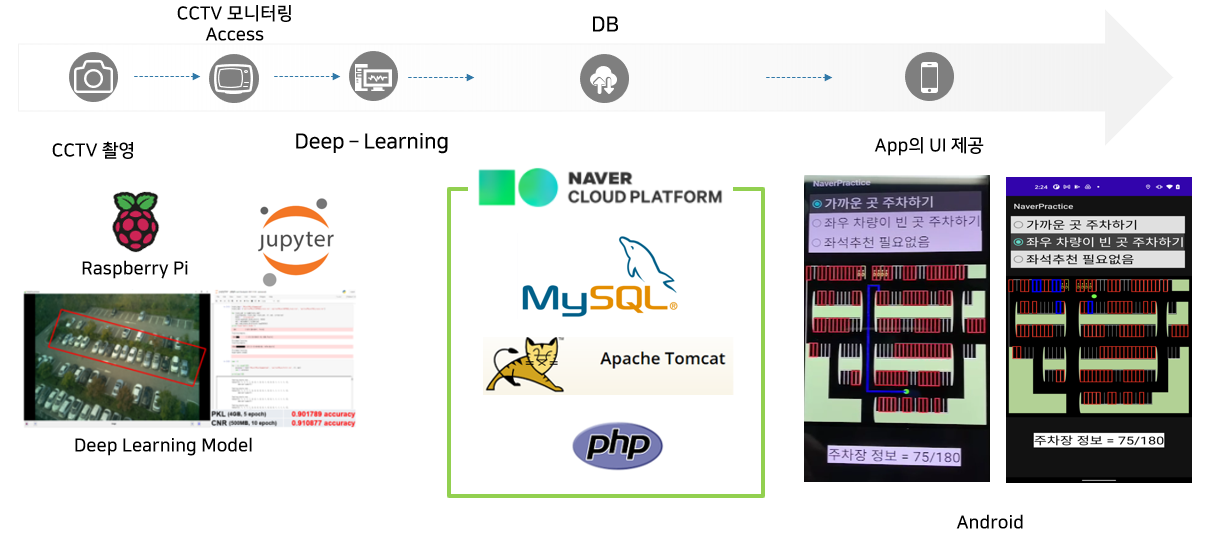 CCTV 모니터링
Access
DB
CCTV 촬영
Deep – Learning
App의 UI 제공
NAVER
CLOUD PLATFORM
Raspberry Pi
jupyter
MySQL®
Apache Tomcat
TM
php
PKL (4GB, 5 epoch) 0.901789 accuracy
CNR (500MB, 10 epoch) 0.910877 accuracy
Deep Learning Model
NaverPractice
가까운 곳 주차하기
좌우 차량이 빈 곳 주차하기
좌석추천 필요없음
주차장 정보 = 75/180
2:24
NaverPractice
가까운 곳 주차하기
좌우 차량이 빈 곳 주차하기
좌석추천 필요없음
주차장 정보 = 75/180
Android